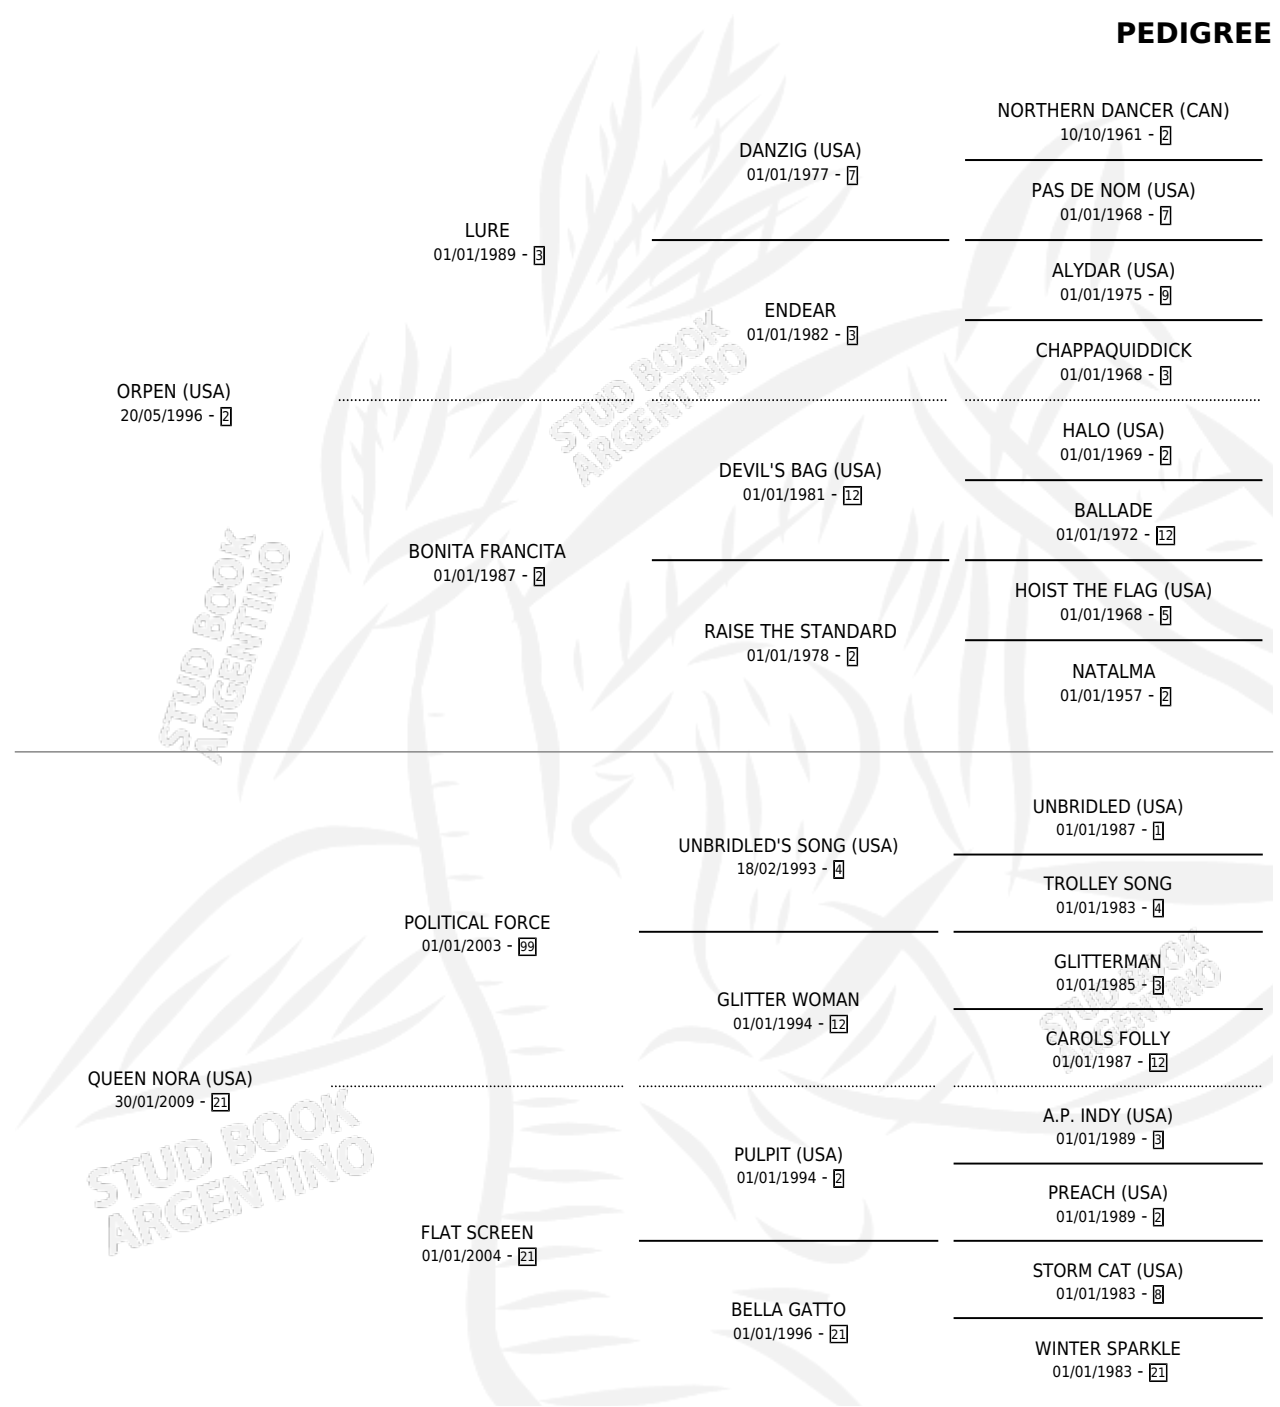 PEDIGREE
NORTHERN DANCER (CAN)
10/10/1961 - 2
DANZIG (USA)
01/01/1977 - 7
PAS DE NOM (USA)
01/01/1968 - 7
LURE
01/01/1989 - 3
ALYDAR (USA)
01/01/1975 - 9
ENDEAR
01/01/1982 - 3
CHAPPAQUIDDICK
01/01/1968 - 3
ORPEN (USA)
20/05/1996 - 2
HALO (USA)
01/01/1969 - 2
DEVIL'S BAG (USA)
01/01/1981 - 12
BALLADE
01/01/1972 - 12
BONITA FRANCITA
01/01/1987 - 2
HOIST THE FLAG (USA)
01/01/1968 - 5
RAISE THE STANDARD
01/01/1978 - 2
NATALMA
01/01/1957 - 2
UNBRIDLED (USA)
01/01/1987 - 1
UNBRIDLED'S SONG (USA)
18/02/1993 - 4
TROLLEY SONG
01/01/1983 - 4
POLITICAL FORCE
01/01/2003 - 99
GLITTERMAN
01/01/1985 - 3
GLITTER WOMAN
01/01/1994 - 12
CAROLS FOLLY
01/01/1987 - 12
QUEEN NORA (USA)
30/01/2009 - 21
A.P. INDY (USA)
01/01/1989 - 3
PULPIT (USA)
01/01/1994 - 2
PREACH (USA)
01/01/1989 - 2
FLAT SCREEN
01/01/2004 - 21
STORM CAT (USA)
01/01/1983 - 8
BELLA GATTO
01/01/1996 - 21
WINTER SPARKLE
01/01/1983 - 21
STUD BOOK
ARGENTINO
STUD BOOK
ARGENTINO
STUD BOOK
ARGENTINO
STUD BOOK
ARGENTINO